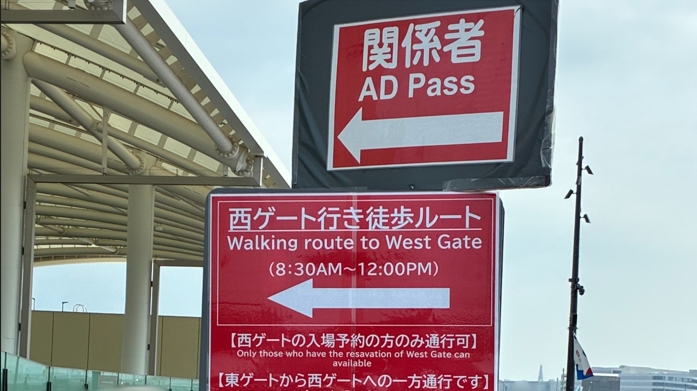 関係者
AD Pass
西ゲート行き徒歩ルート
Walking route to West Gate
(8:30AM～12:00PM)
【西ゲートの入場予約の方のみ通行可】
Only those who have the resavation of West Gate can
available
【東ゲートから西ゲートへの一方通行です】